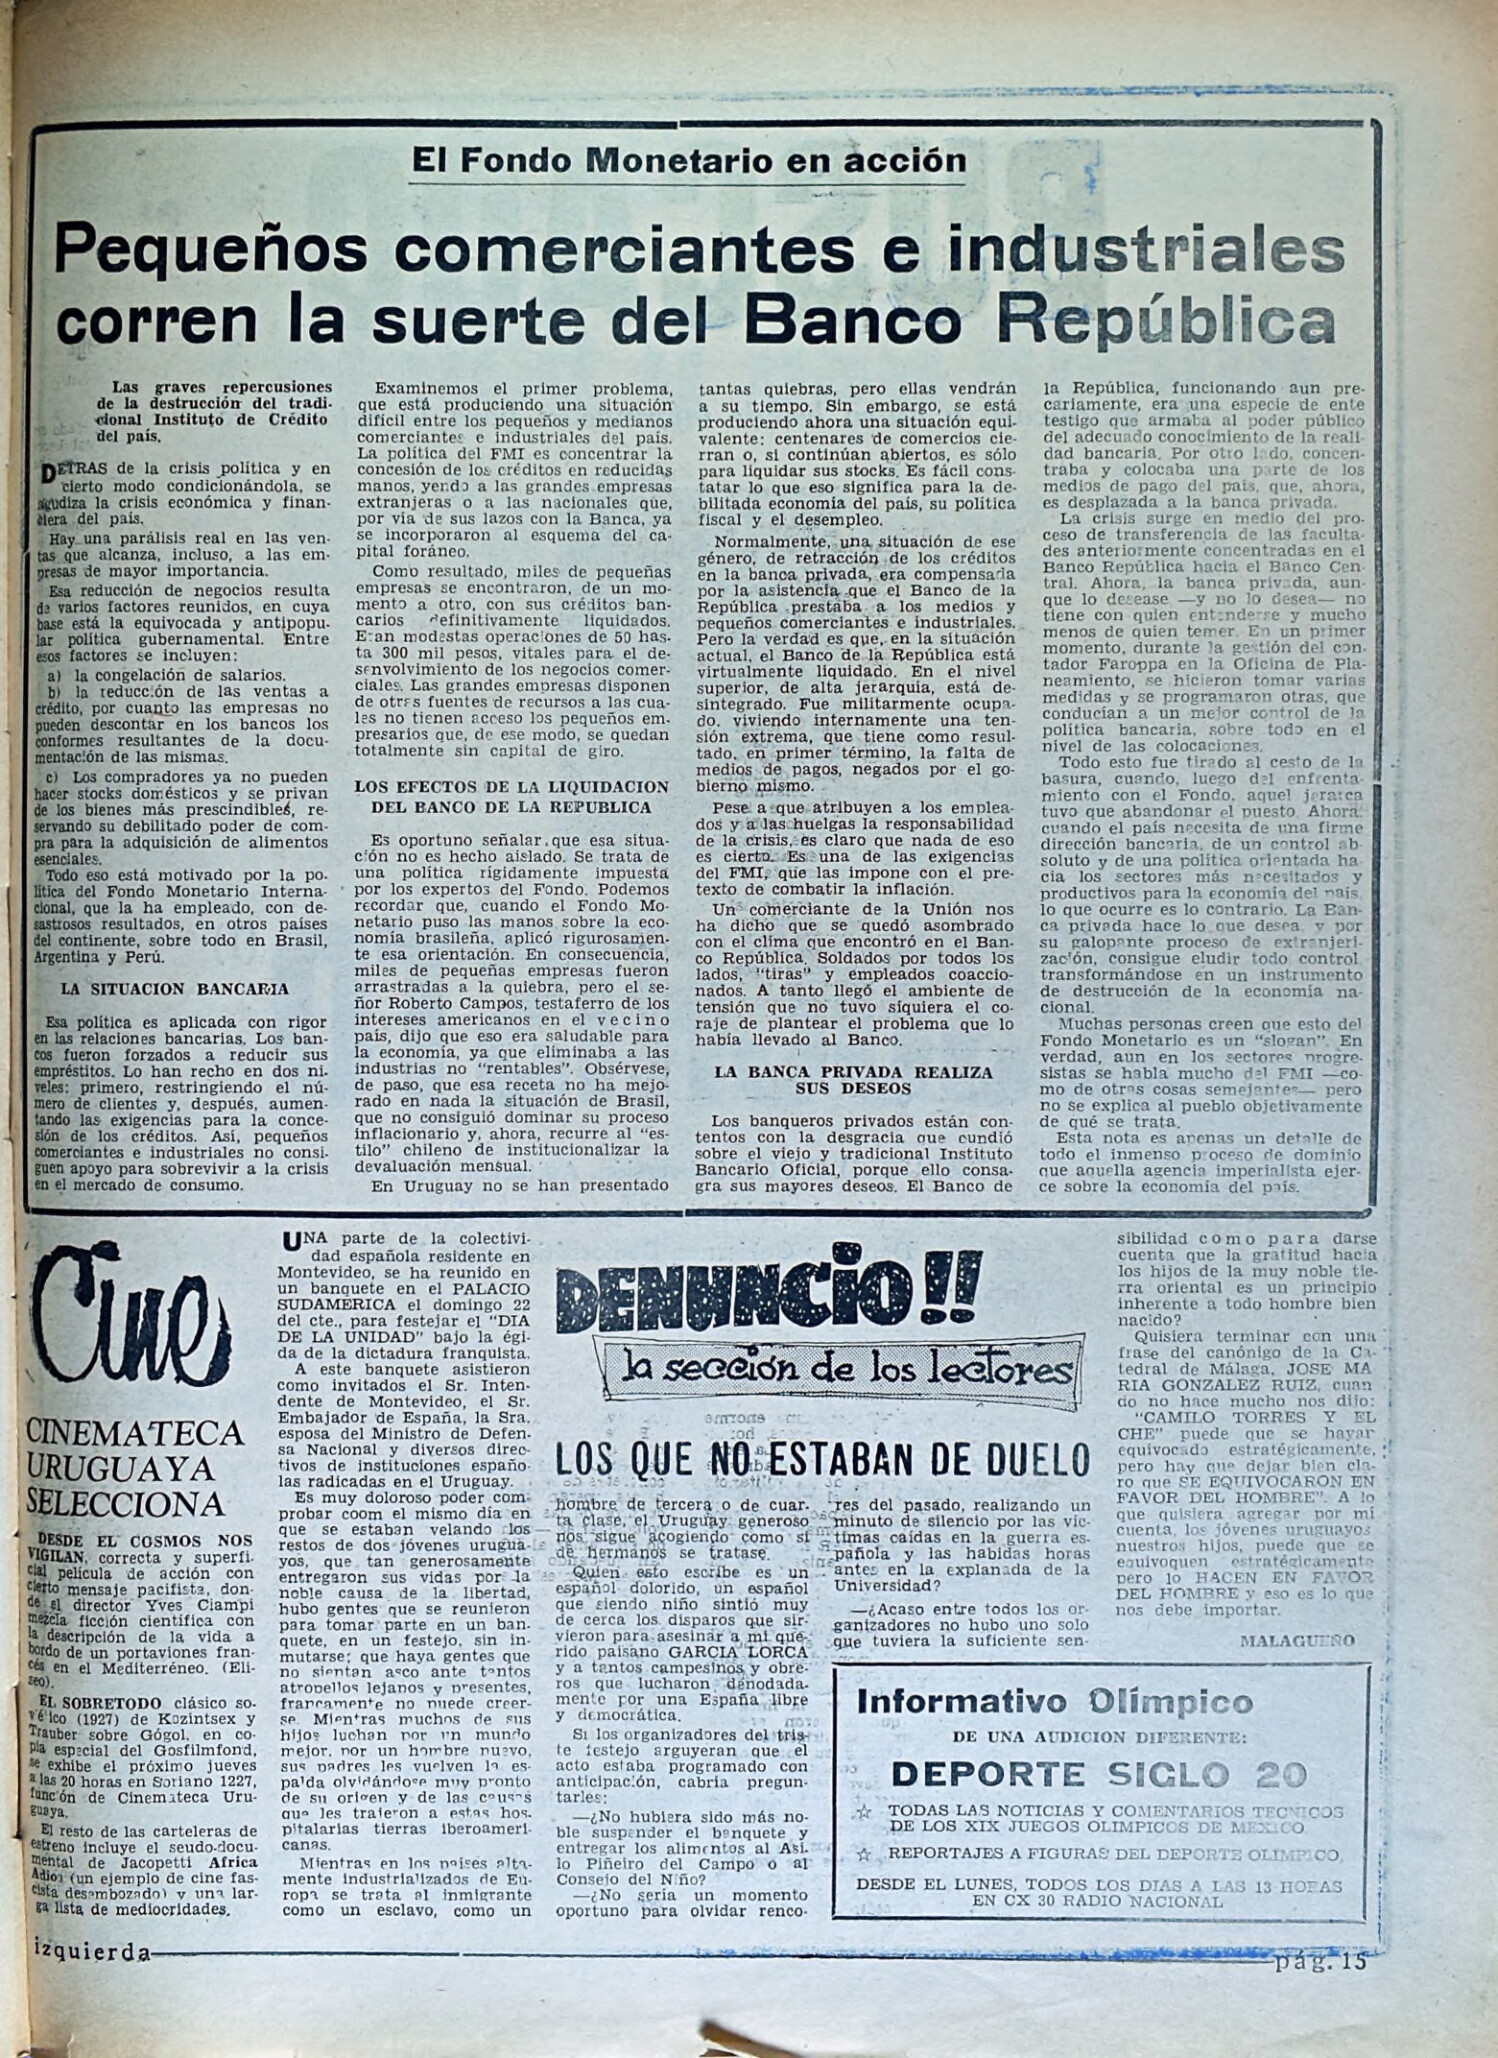 El Fondo Monetario en acción
Pequeños comerciantes e industriales
corren la suerte del Banco República
Las graves repercusiones
de la destrucción del tradi-
cional Instituto de Crédito
del país.
DETRAS de la crisis política y en
cierto modo condicionándola, se
agudiza la crisis económica y finan-
ciera del país.
Hay una parálisis real en las ven-
tas que alcanza, incluso, a las em-
presas de mayor importancia.
Esa reducción de negocios resulta
de varios factores reunidos, en cuya
base está la equivocada y antipopu-
lar política gubernamental. Entre
esos factores se incluyen:
a) la congelación de salarios.
b) la reducción de las ventas a
crédito, por cuanto las empresas no
pueden descontar en los bancos los
conformes resultantes de la docu-
mentación de las mismas.
c) Los compradores ya no pueden
hacer stocks domésticos y se privan
de los bienes más prescindibles, re-
servando su debilitado poder de com-
pra para la adquisición de alimentos
esenciales.
Todo eso está motivado por la po-
lítica del Fondo Monetario Interna-
cional, que la ha empleado, con de-
sastrosos resultados, en otros países
del continente, sobre todo en Brasil,
Argentina y Perú.
LA SITUACION BANCARIA
Esa política es aplicada con rigor
en las relaciones bancarias. Los ban-
cos fueron forzados a reducir sus
empréstitos. Lo han recho en dos ni-
veles: primero, restringiendo el nú-
mero de clientes y, después, aumen-
tando las exigencias para la conce-
sión de los créditos. Así, pequeños
comerciantes e industriales no consi-
guen apoyo para sobrevivir a la crisis
en el mercado de consumo.
Examinemos el primer problema,
que está produciendo una situación
difícil entre los pequeños y medianos
comerciantes e industriales del país.
La política del FMI es concentrar la
concesión de los créditos en reducidas
manos, yendo a las grandes empresas
extranjeras o a las nacionales que,
por vía de sus lazos con la Banca, ya
se incorporaron al esquema del ca-
pital foráneo.
Como resultado, miles de pequeñas
empresas se encontraron, de un mo-
mento a otro, con sus créditos ban-
carios definitivamente liquidados.
Eran modestas operaciones de 50 has-
ta 300 mil pesos, vitales para el de-
senvolvimiento de los negocios comer-
ciales. Las grandes empresas disponen
de otras fuentes de recursos a las cua-
les no tienen acceso los pequeños em-
presarios que, de ese modo, se quedan
totalmente sin capital de giro.
LOS EFECTOS DE LA LIQUIDACION
DEL BANCO DE LA REPUBLICA
Es oportuno señalar que esa situa-
ción no es hecho aislado. Se trata de
una política rígidamente impuesta
por los expertos del Fondo. Podemos
recordar que, cuando el Fondo Mo-
netario puso las manos sobre la eco-
nomía brasileña, aplicó rigurosamen-
te esa orientación. En consecuencia,
miles de pequeñas empresas fueron
arrastradas a la quiebra, pero el se-
ñor Roberto Campos, testaferro de los
intereses americanos en el vecino
país, dijo que eso era saludable para
la economía, ya que eliminaba a las
industrias no "rentables". Obsérvese,
de paso, que esa receta no ha mejo-
rado en nada la situación de Brasil,
que no consiguió dominar su proceso
inflacionario y, ahora, recurre al "es-
tilo" chileno de institucionalizar la
devaluación mensual.
En Uruguay no se han presentado
tantas quiebras, pero ellas vendrán
a su tiempo. Sin embargo, se está
produciendo ahora una situación equi-
valente: centenares de comercios cie-
rran o, si continúan abiertos, es sólo
para liquidar sus stocks. Es fácil cons-
tatar lo que eso significa para la de-
bilitada economía del país, su política
fiscal y el desempleo.
Normalmente, una situación de ese
género, de retracción de los créditos
en la banca privada, era compensada
por la asistencia que el Banco de la
República prestaba a los medios y
pequeños comerciantes e industriales.
Pero la verdad es que, en la situación
actual, el Banco de la República está
virtualmente liquidado. En el nivel
superior, de alta jerarquía, está de-
sintegrado. Fue militarmente ocupa-
do, viviendo internamente una ten-
sión extrema, que tiene como resul-
tado, en primer término, la falta de
medios de pagos, negados por el go-
bierno mismo.
Pese a que atribuyen a los emplea-
dos y a las huelgas la responsabilidad
de la crisis, es claro que nada de eso
es cierto. Es una de las exigencias
del FMI, que las impone con el pre-
texto de combatir la inflación.
Un comerciante de la Unión nos
ha dicho que se quedó asombrado
con el clima que encontró en el Ban-
co República. Soldados por todos los
lados, "tiras" y empleados coaccio-
nados. A tanto llegó el ambiente de
tensión que no tuvo siquiera el co-
raje de plantear el problema que lo
había llevado al Banco.
LA BANCA PRIVADA REALIZA
SUS DESEOS
Los banqueros privados están con-
tentos con la desgracia que cundió
sobre el viejo y tradicional Instituto
Bancario Oficial, porque ello consa-
gra sus mayores deseos. El Banco de
la República, funcionando aun pre-
cariamente, era una especie de ente
testigo que armaba al poder público
del adecuado conocimiento de la reali-
dad bancaria. Por otro lado, concen-
traba y colocaba una parte de los
medios de pago del país, que, ahora,
es desplazada a la banca privada.
La crisis surge en medio del pro-
ceso de transferencia de las faculta-
des anteriormente concentradas en el
Banco República hacia el Banco Cen-
tral. Ahora, la banca privada, aun-
que lo desease —y no lo desea— no
tiene con quien entenderse y mucho
menos de quien temer. En un primer
momento, durante la gestión del con-
tador Faroppa en la Oficina de Pla-
neamiento, se hicieron tomar varias
medidas y se programaron otras, que
conducían a un mejor control de la
política bancaria, sobre todo en el
nivel de las colocaciones.
Todo esto fue tirado al cesto de la
basura, cuando, luego del enfrenta-
miento con el Fondo, aquel jerarca
tuvo que abandonar el puesto. Ahora,
cuando el país necesita de una firme
dirección bancaria, de un control ab-
soluto y de una política orientada ha-
cia los sectores más necesitados y
productivos para la economía del país,
lo que ocurre es lo contrario. La Ban-
ca privada hace lo que desea y por
su galopante proceso de extranjeri-
zación, consigue eludir todo control
transformándose en un instrumento
de destrucción de la economía na-
cional.
Muchas personas creen que esto del
Fondo Monetario es un "slogan". En
verdad, aun en los sectores progre-
sistas se habla mucho del FMI —co-
mo de otras cosas semejantes— pero
no se explica al pueblo objetivamente
de qué se trata.
Esta nota es apenas un detalle de
todo el inmenso proceso de dominio
que aquella agencia imperialista ejer-
ce sobre la economía del país.
Cine
CINEMATECA
URUGUAYA
SELECCIONA
DESDE EL COSMOS NOS
VIGILAN, correcta y superfi-
cial película de acción con
cierto mensaje pacifista, don-
de el director Yves Ciampi
mezcla ficción científica con
la descripción de la vida a
bordo de un portaviones fran-
cés en el Mediterréneo. (Elí-
seo).
EL SOBRETODO clásico so-
viético (1927) de Kozintsex y
Trauber sobre Gógol, en co-
pia especial del Gosfilmfond,
se exhibe el próximo jueves
a las 20 horas en Soriano 1227,
función de Cinemateca Uru-
guaya.
El resto de las carteleras de
estreno incluye el seudo-docu-
mental de Jacopetti Africa
Adiós (un ejemplo de cine fas-
cista desembozado) y una lar-
ga lista de mediocridades.
DENUNCIO!!
la sección de los lectores
LOS QUE NO ESTABAN DE DUELO
UNA parte de la colectivi-
dad española residente en
Montevideo, se ha reunido en
un banquete en el PALACIO
SUDAMERICA el domingo 22
del cte., para festejar el "DIA
DE LA UNIDAD" bajo la égi-
da de la dictadura franquista.
A este banquete asistieron
como invitados el Sr. Inten-
dente de Montevideo, el Sr.
Embajador de España, la Sra.
esposa del Ministro de Defen-
sa Nacional y diversos direc-
tivos de instituciones españo-
las radicadas en el Uruguay.
Es muy doloroso poder com-
probar coom el mismo día en
que se estaban velando los
restos de dos jóvenes urugua-
yos, que tan generosamente
entregaron sus vidas por la
noble causa de la libertad,
hubo gentes que se reunieron
para tomar parte en un ban-
quete, en un festejo, sin in-
mutarse; que haya gentes que
no sientan asco ante tantos
atropellos lejanos y presentes,
francamente no puede creer-
se. Mientras muchos de sus
hijos luchan por un mundo
mejor, por un hombre nuevo,
sus padres les vuelven la es-
palda olvidándose muy pronto
de su origen y de las causas
que les trajeron a estas hos-
pitalarias tierras iberoameri-
canas.
Mientras en los países alta-
mente industrializados de Eu-
ropa se trata al inmigrante
como un esclavo, como un
hombre de tercera o de cuar-
ta clase, el Uruguay generoso
nos sigue acogiendo como si
de hermanos se tratase.
Quien esto escribe es un
español dolorido, un español
que siendo niño sintió muy
de cerca los disparos que sir-
vieron para asesinar a mi que-
rido paisano GARCIA LORCA
y a tantos campesinos y obre-
ros que lucharon denodada-
mente por una España libre
y democrática.
Si los organizadores del tris-
te festejo arguyeran que el
acto estaba programado con
anticipación, cabría pregun-
tarles:
—¿No hubiera sido más no-
ble suspender el banquete y
entregar los alimentos al Asi-
lo Piñeiro del Campo o al
Consejo del Niño?
—¿No sería un momento
oportuno para olvidar renco-
res del pasado, realizando un
minuto de silencio por las víc-
timas caídas en la guerra es-
pañola y las habidas horas
antes en la explanada de la
Universidad?
—¿Acaso entre todos los or-
ganizadores no hubo uno solo
que tuviera la suficiente sen-
sibilidad como para darse
cuenta que la gratitud hacia
los hijos de la muy noble tie-
rra oriental es un principio
inherente a todo hombre bien
nacido?
Quisiera terminar con una
frase del canónigo de la Ca-
tedral de Málaga, JOSE MA
RIA GONZALEZ RUIZ, cuan
do no hace mucho nos dijo:
"CAMILO TORRES Y EL
CHE" puede que se hayar
equivocado estratégicamente,
pero hay que dejar bien cla-
ro que SE EQUIVOCARON EN
FAVOR DEL HOMBRE". A lo
que quisiera agregar por mi
cuenta, los jóvenes uruguayos
nuestros hijos, puede que se
equivoquen estratégicamente
pero lo HACEN EN FAVOR
DEL HOMBRE y eso es lo que
nos debe importar.
MALAGUEÑO
Informativo Olímpico
DE UNA AUDICION DIFERENTE:
DEPORTE SIGLO 20
☆ TODAS LAS NOTICIAS Y COMENTARIOS TECNICOS
DE LOS XIX JUEGOS OLIMPICOS DE MEXICO
☆ REPORTAJES A FIGURAS DEL DEPORTE OLIMPICO,
DESDE EL LUNES, TODOS LOS DIAS A LAS 13 HORAS
EN CX 30 RADIO NACIONAL
izquierda
pág. 15